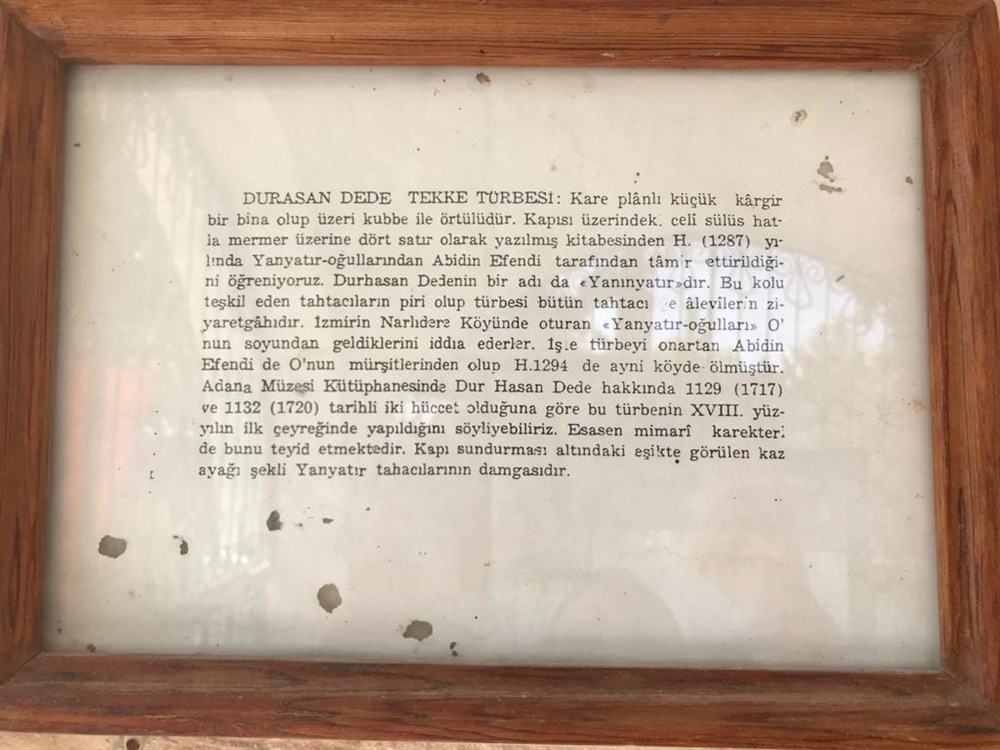 DURASAN DEDE TEKKE TÜRBESİ: Kare plânlı küçük kârgir
bir bina olup üzeri kubbe ile örtülüdür. Kapısı üzerindek. celî sülüs hat-
la mermer üzerine dört satır olarak yazılmış kitabesinden H. (1287) yı-
lında Yanyatır-oğullarından Abidin Efendi tarafından tâmir ettirildiği-
ni öğreniyoruz. Durhasan Dedenin bir adı da «Yanınyatır»dır. Bu kolu
teşkil eden tahtacıların piri olup türbesi bütün tahtacı ve âlevîlerin zi-
yaretgâhıdır. İzmirin Narlıdere Köyünde oturan «Yanyatır-oğulları» O'
nun soyundan geldiklerini iddia ederler. İşte türbeyi onartan Abidin
Efendi de O'nun mürşitlerinden olup H.1294 de ayni köyde ölmüştür.
Adana Müzesi Kütüphanesinde Dur Hasan Dede hakkında 1129 (1717)
ve 1132 (1720) tarihli iki hüccet olduğuna göre bu türbenin XVIII. yüz-
yılın ilk çeyreğinde yapıldığını söyliyebiliriz. Esasen mimarî karekteri
de bunu teyid etmektedir. Kapı sundurması altındaki eşikte görülen kaz
ayağı şekli Yanyatır tahacılarının damgasıdır.